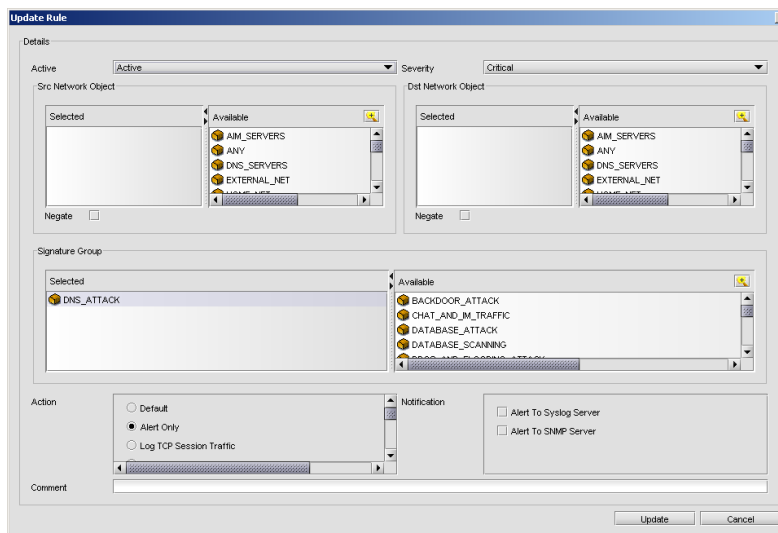 Update Rule
Details
Active
Active
Severity
Critical
Src Network Object
Dst Network Object
Selected
Available
AIM_SERVERS
ANY
DNS_SERVERS
EXTERNAL_NET
HOME_NET
Negate
Selected
Available
AIM_SERVERS
ANY
DNS_SERVERS
EXTERNAL_NET
HOME_NET
Negate
Signature Group
Selected
DNS_ATTACK
Available
BACKDOOR_ATTACK
CHAT_AND_IM_TRAFFIC
DATABASE_ATTACK
DATABASE_SCANNING
Action
Default
Alert Only
Log TCP Session Traffic
Notification
Alert To Syslog Server
Alert To SNMP Server
Comment
Update
Cancel